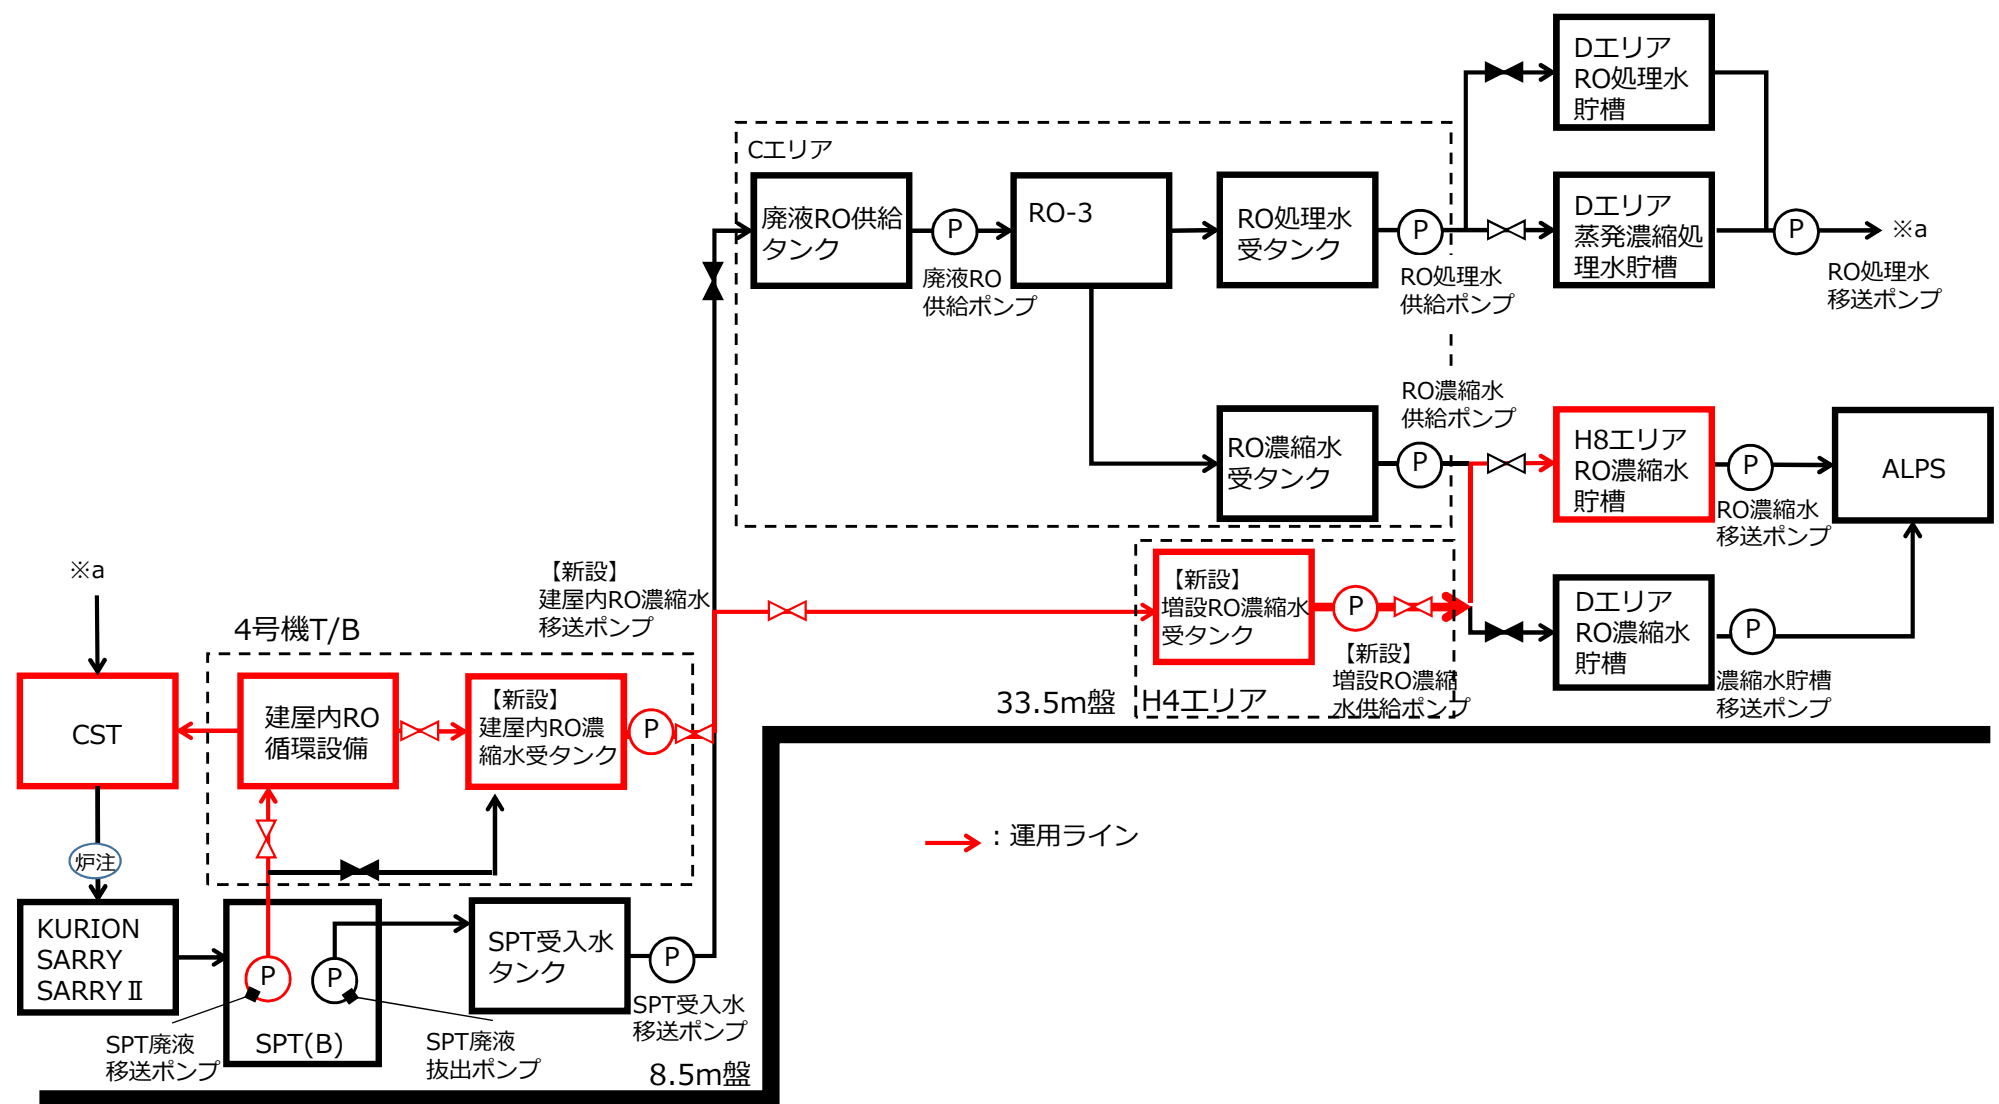 Dエリア
RO処理水
貯槽
Cエリア
廃液RO供給
タンク
P
廃液RO
供給ポンプ
RO-3
RO処理水
受タンク
P
RO処理水
供給ポンプ
Dエリア
蒸発濃縮処
理水貯槽
P
※a
RO処理水
移送ポンプ
RO濃縮水
供給ポンプ
RO濃縮水
受タンク
P
H8エリア
RO濃縮水
貯槽
P
RO濃縮水
移送ポンプ
ALPS
※a
【新設】
建屋内RO濃縮水
移送ポンプ
【新設】
増設RO濃縮水
受タンク
P
【新設】
増設RO濃縮
水供給ポンプ
H4エリア
33.5m盤
Dエリア
RO濃縮水
貯槽
P
濃縮水貯槽
移送ポンプ
4号機T/B
CST
建屋内RO
循環設備
【新設】
建屋内RO濃
縮水受タンク
P
: 運用ライン
炉注
KURION
SARRY
SARRYⅡ
P
P
SPT(B)
SPT受入水
タンク
P
SPT受入水
移送ポンプ
SPT廃液
移送ポンプ
SPT廃液
抜出ポンプ
8.5m盤